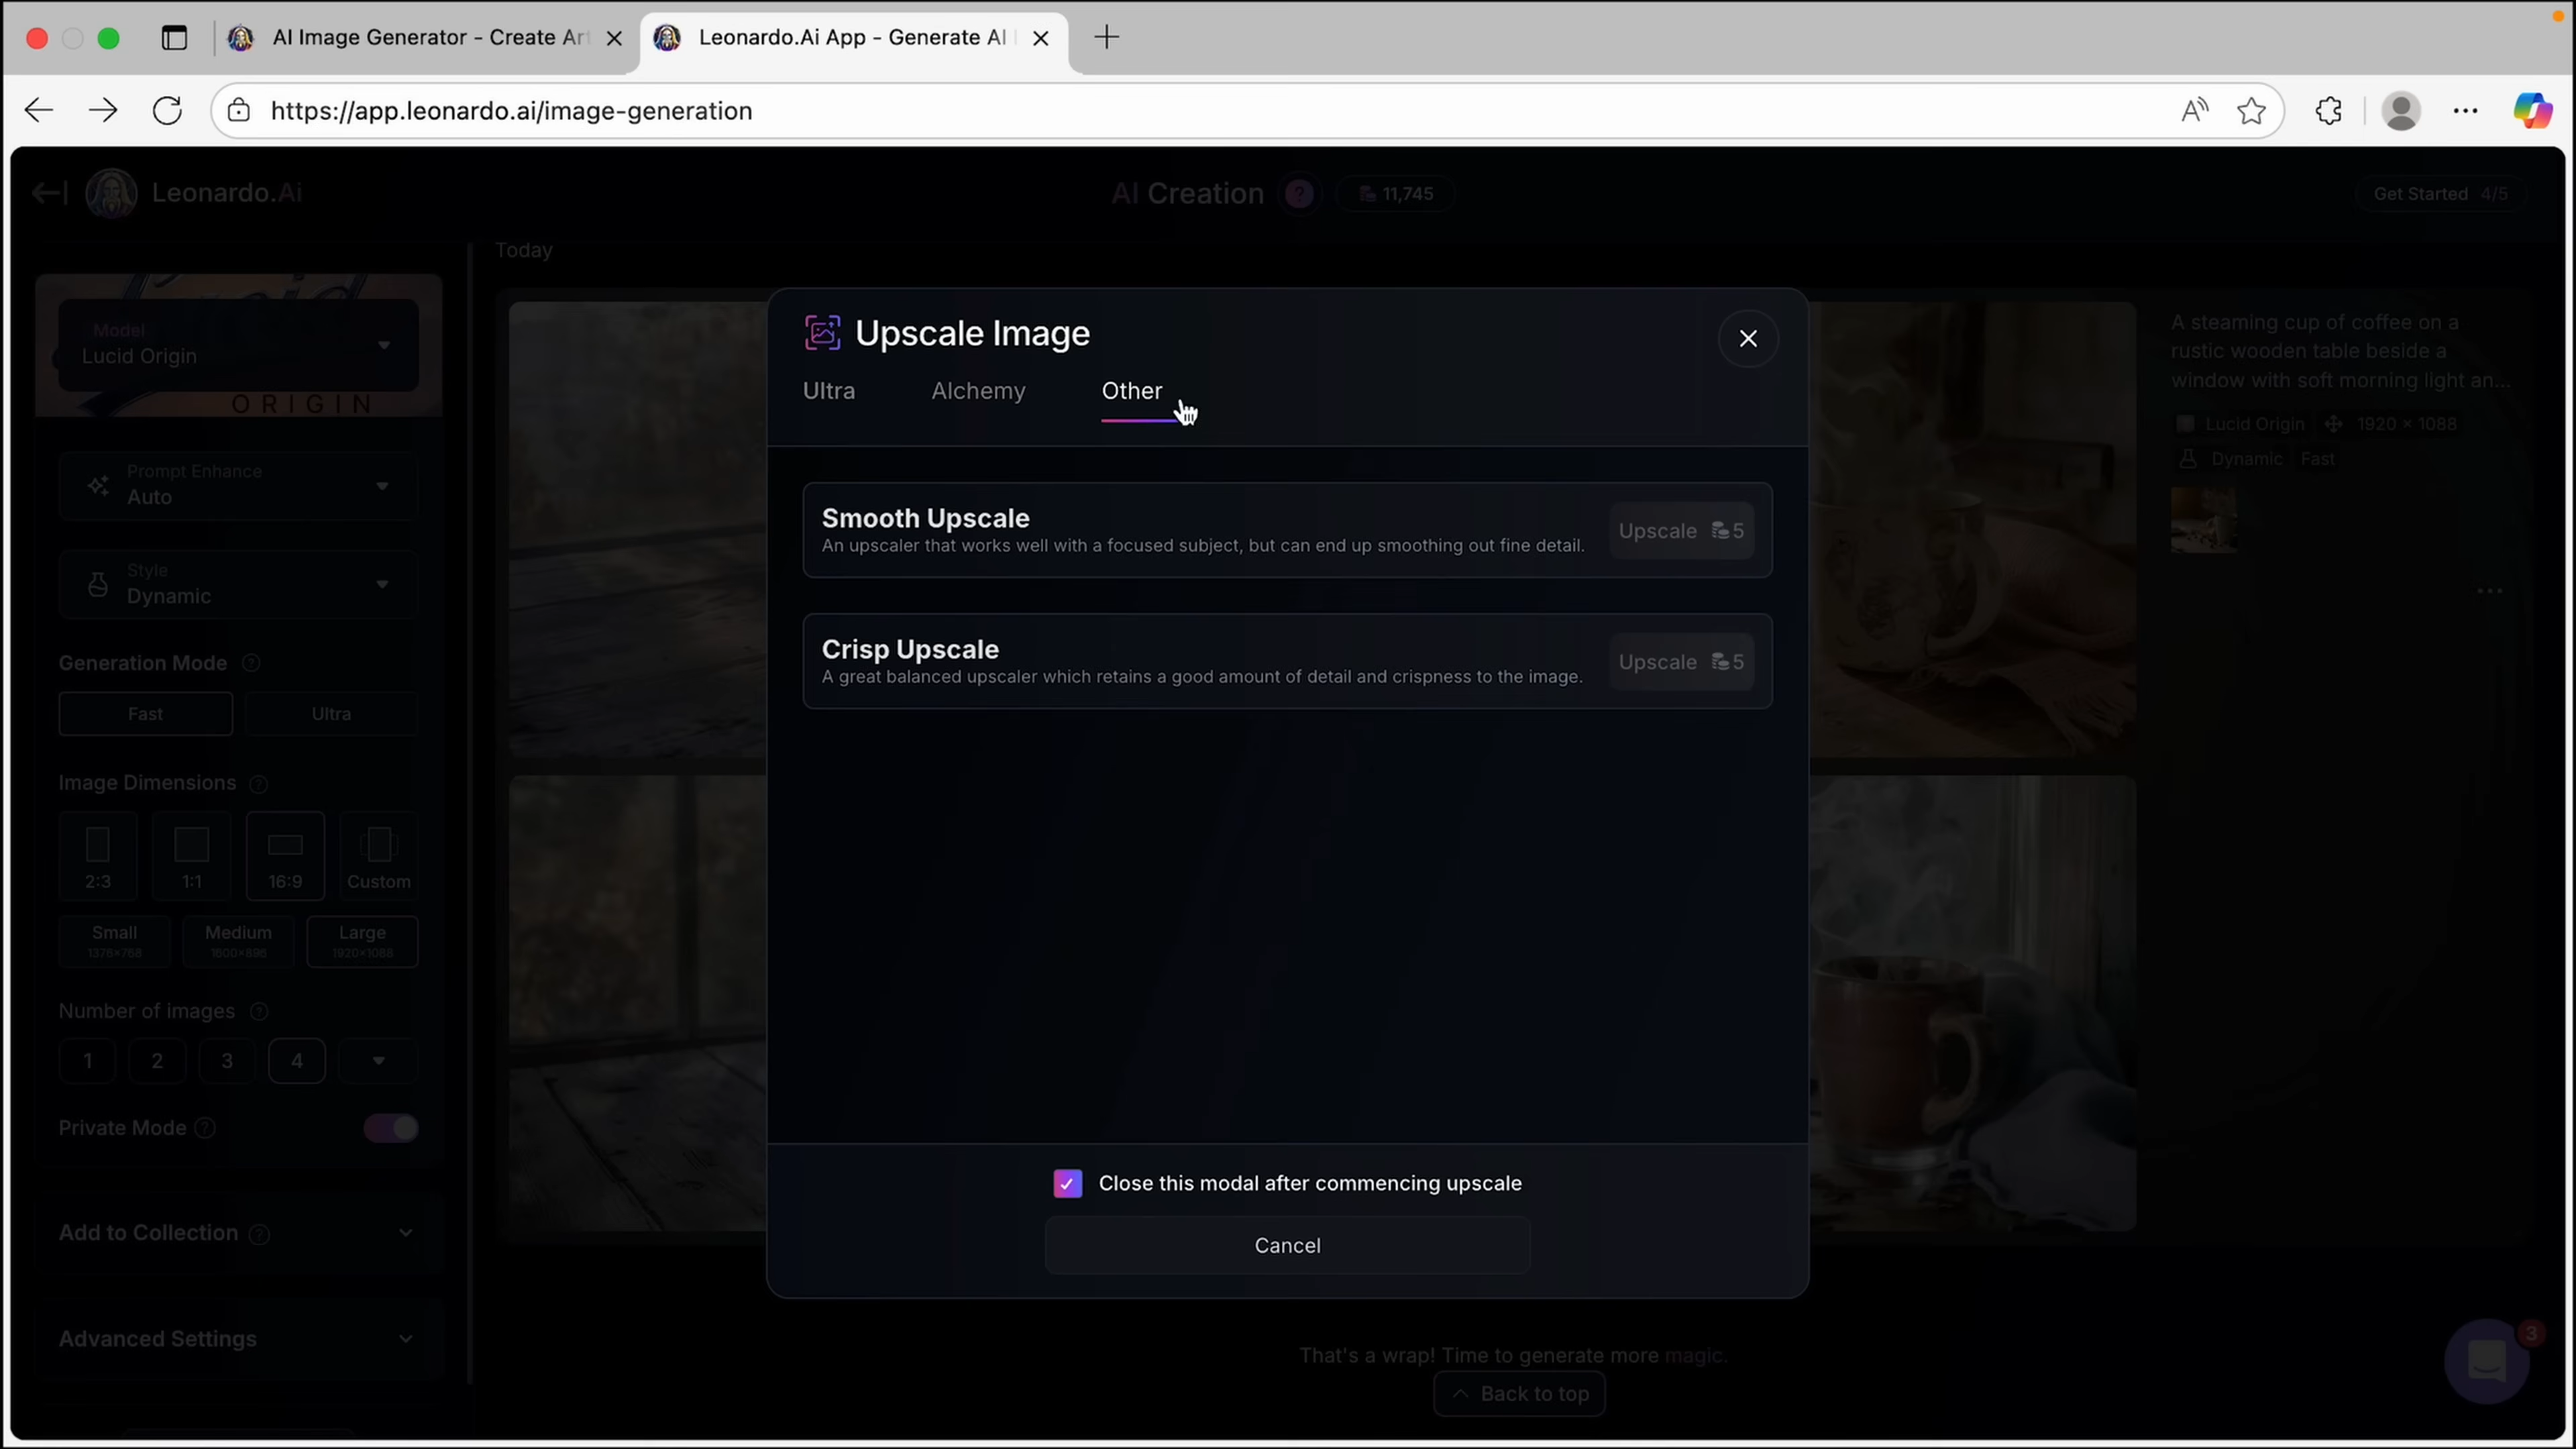 AI Image Generator - Create Art
Leonardo.Ai App - Generate AI
https://app.leonardo.ai/image-generation
Leonardo.Ai
AI Creation
11,745
Get Started 4/5
Today
Model
Lucid Origin
ORIGIN
Prompt Enhance
Auto
Style
Dynamic
Generation Mode
Fast
Ultra
Image Dimensions
2:3
1:1
16:9
Custom
Small
1376×768
Medium
1600×896
Large
1920×1088
Number of images
1
2
3
4
Private Mode
Add to Collection
Advanced Settings
Upscale Image
Ultra
Alchemy
Other
Smooth Upscale
An upscaler that works well with a focused subject, but can end up smoothing out fine detail.
Upscale 5
Crisp Upscale
A great balanced upscaler which retains a good amount of detail and crispness to the image.
Upscale 5
Close this modal after commencing upscale
Cancel
A steaming cup of coffee on a
rustic wooden table beside a
window with soft morning light an...
Lucid Origin
1920 × 1088
Dynamic
Fast
That's a wrap! Time to generate more magic.
Back to top
3